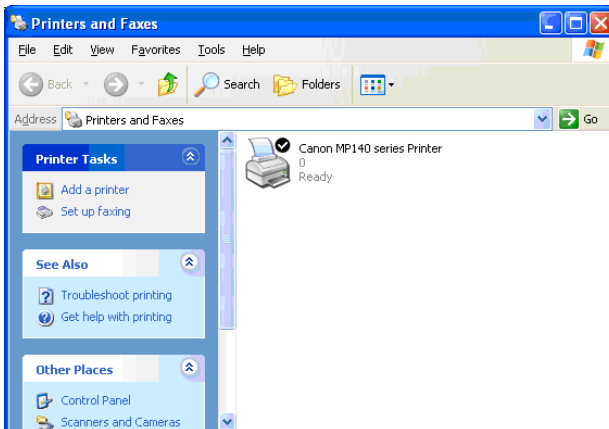 Printers and Faxes
File Edit View Favorites Tools Help
Back Search Folders
Address Printers and Faxes Go
Printer Tasks
Add a printer
Set up faxing
See Also
Troubleshoot printing
Get help with printing
Other Places
Control Panel
Scanners and Cameras
Canon MP140 series Printer
0
Ready